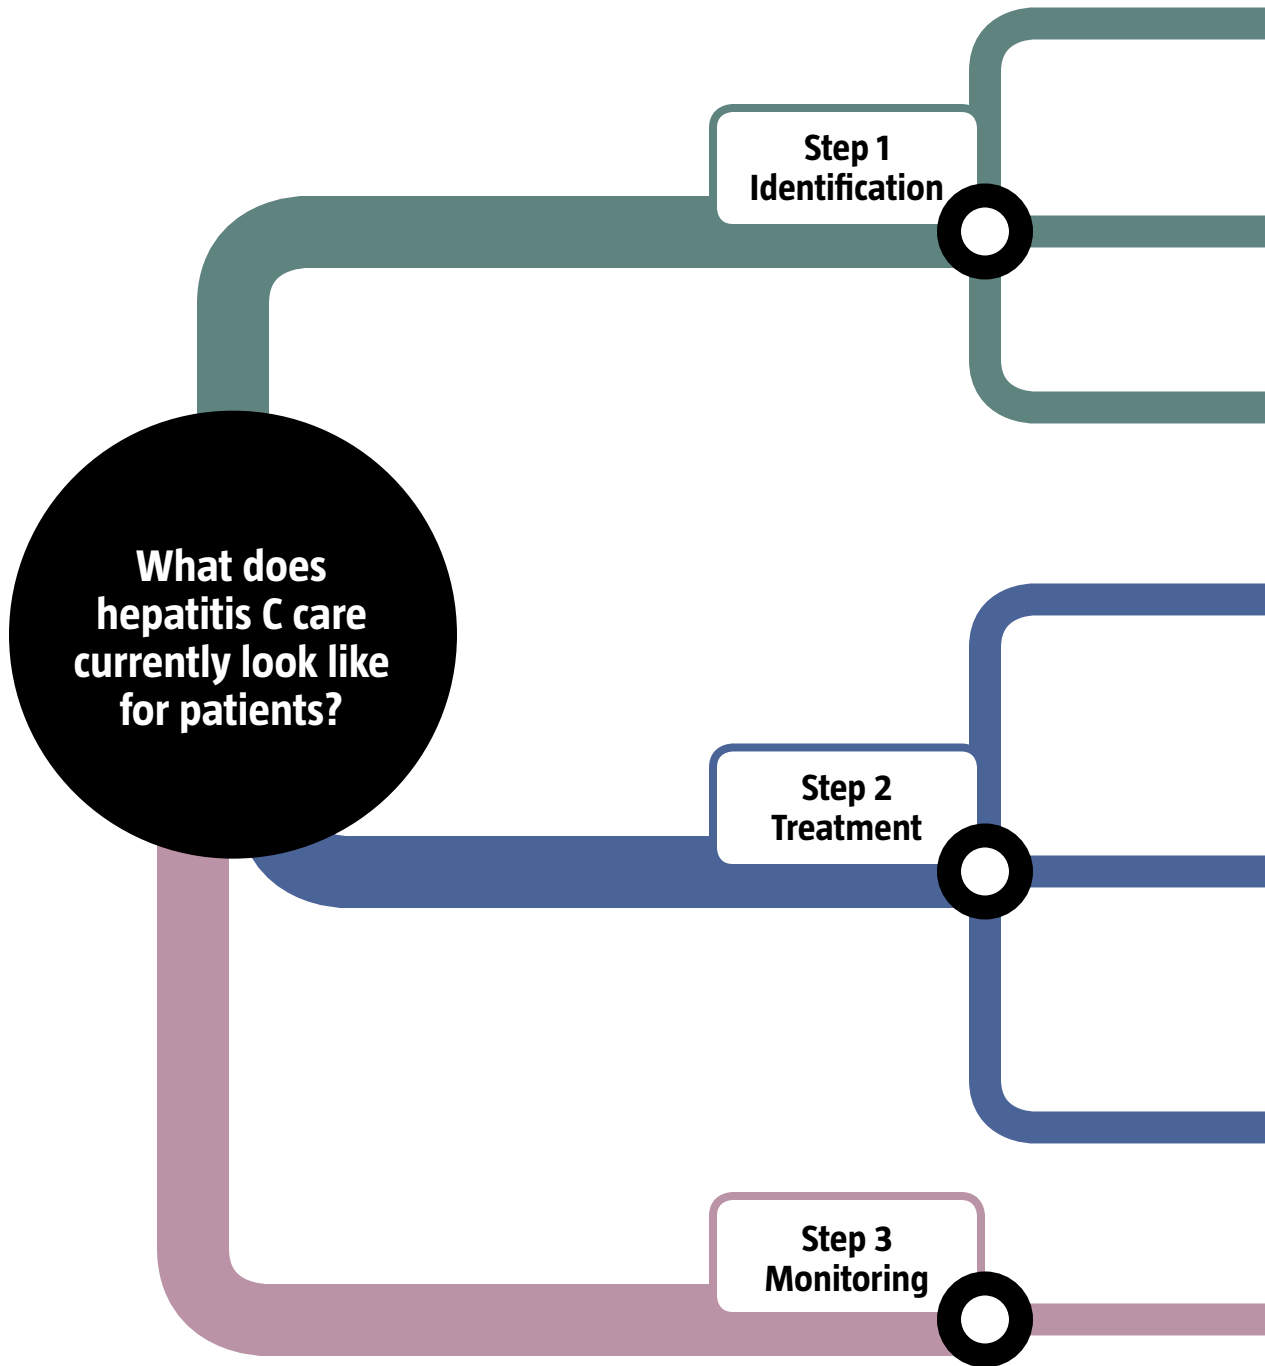 What does
hepatitis C care
currently look like
for patients?
Step 1
Identification
Step 2
Treatment
Step 3
Monitoring